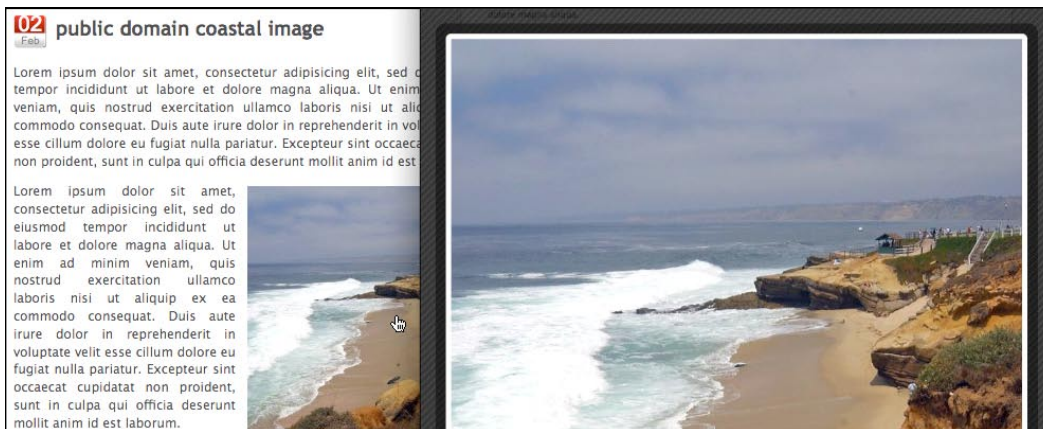 02
Feb
public domain coastal image
Lorem ipsum dolor sit amet, consectetur adipisicing elit, sed
tempor incididunt ut labore et dolore magna aliqua. Ut enim
veniam, quis nostrud exercitation ullamco laboris nisi ut
commodo consequat. Duis aute irure dolor in reprehenderit in
esse cillum dolore eu fugiat nulla pariatur. Excepteur sint
non proident, sunt in culpa qui officia deserunt mollit anim id est
Lorem ipsum dolor sit amet,
consectetur adipisicing elit, sed do
eiusmod tempor incididunt ut
labore et dolore magna aliqua. Ut
enim ad minim veniam, quis
nostrud exercitation ullamco
laboris nisi ut aliquip ex ea
commodo consequat. Duis aute
irure dolor in reprehenderit in
voluptate velit esse cillum dolore eu
fugiat nulla pariatur. Excepteur sint
occaecat cupidatat non proident,
sunt in culpa qui officia deserunt
mollit anim id est laborum.
dolore magna aliqua.